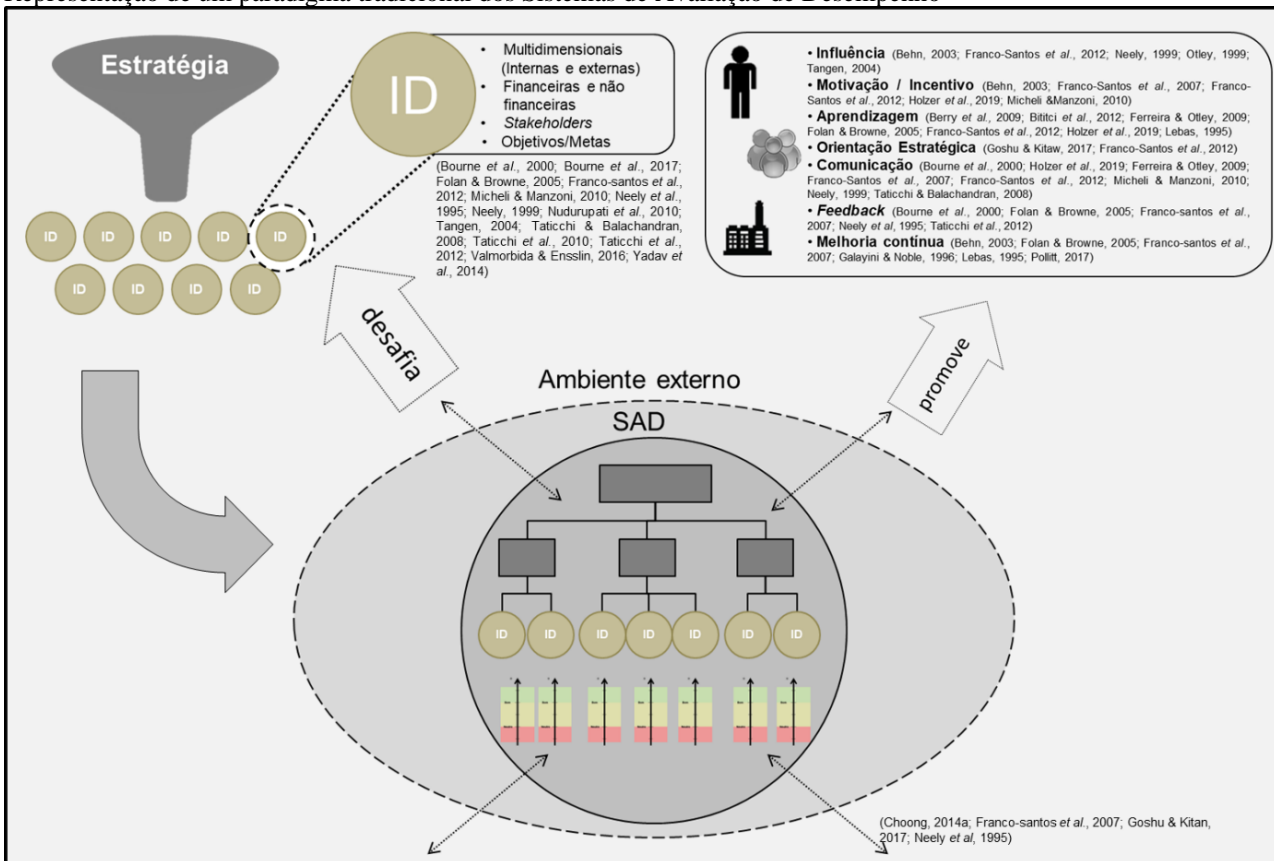 Representação de um paradigma tradicional dos Sistemas de Avaliação de Desempenho
Estratégia
ID
• Multidimensionais
(Internas e externas)
• Financeiras e não
financeiras
• Stakeholders
• Objetivos/Metas
(Bourne et al., 2000; Bourne et al., 2017;
Folan & Browne, 2005; Franco-santos et al.,
2012; Micheli & Manzoni, 2010; Neely et al.,
1995; Neely, 1999; Nudurupati et al., 2010;
Tangen, 2004; Taticchi & Balachandran,
2008; Taticchi et al., 2010; Taticchi et al.,
2012; Valmorbida & Ensslin, 2016; Yadav et
al., 2014)
• Influência (Behn, 2003; Franco-Santos et al., 2012; Neely, 1999; Otley, 1999;
Tangen, 2004)
• Motivação / Incentivo (Behn, 2003; Franco-Santos et al., 2007; Franco-
Santos et al., 2012; Holzer et al., 2019; Micheli &Manzoni, 2010)
• Aprendizagem (Berry et al., 2009; Bititci et al., 2012; Ferreira & Otley, 2009;
Folan & Browne, 2005; Franco-Santos et al., 2012; Holzer et al., 2019; Lebas, 1995)
• Orientação Estratégica (Goshu & Kitaw, 2017; Franco-Santos et al., 2012)
• Comunicação (Bourne et al., 2000; Holzer et al., 2019; Ferreira & Otley, 2009;
Franco-Santos et al., 2007; Franco-Santos et al., 2012; Micheli & Manzoni, 2010;
Neely, 1999; Taticchi & Balachandran, 2008)
• Feedback (Bourne et al., 2000; Folan & Browne, 2005; Franco-santos et al.,
2007; Neely et al, 1995; Taticchi et al., 2012)
• Melhoria contínua (Behn, 2003; Folan & Browne, 2005; Franco-santos et al.,
2007; Galayini & Noble, 1996; Lebas, 1995; Pollitt, 2017)
ID ID ID ID ID
ID ID ID ID
desafia
promove
Ambiente externo
SAD
ID ID ID ID ID ID ID
(Choong, 2014a; Franco-santos et al., 2007; Goshu & Kitan,
2017; Neely et al, 1995)